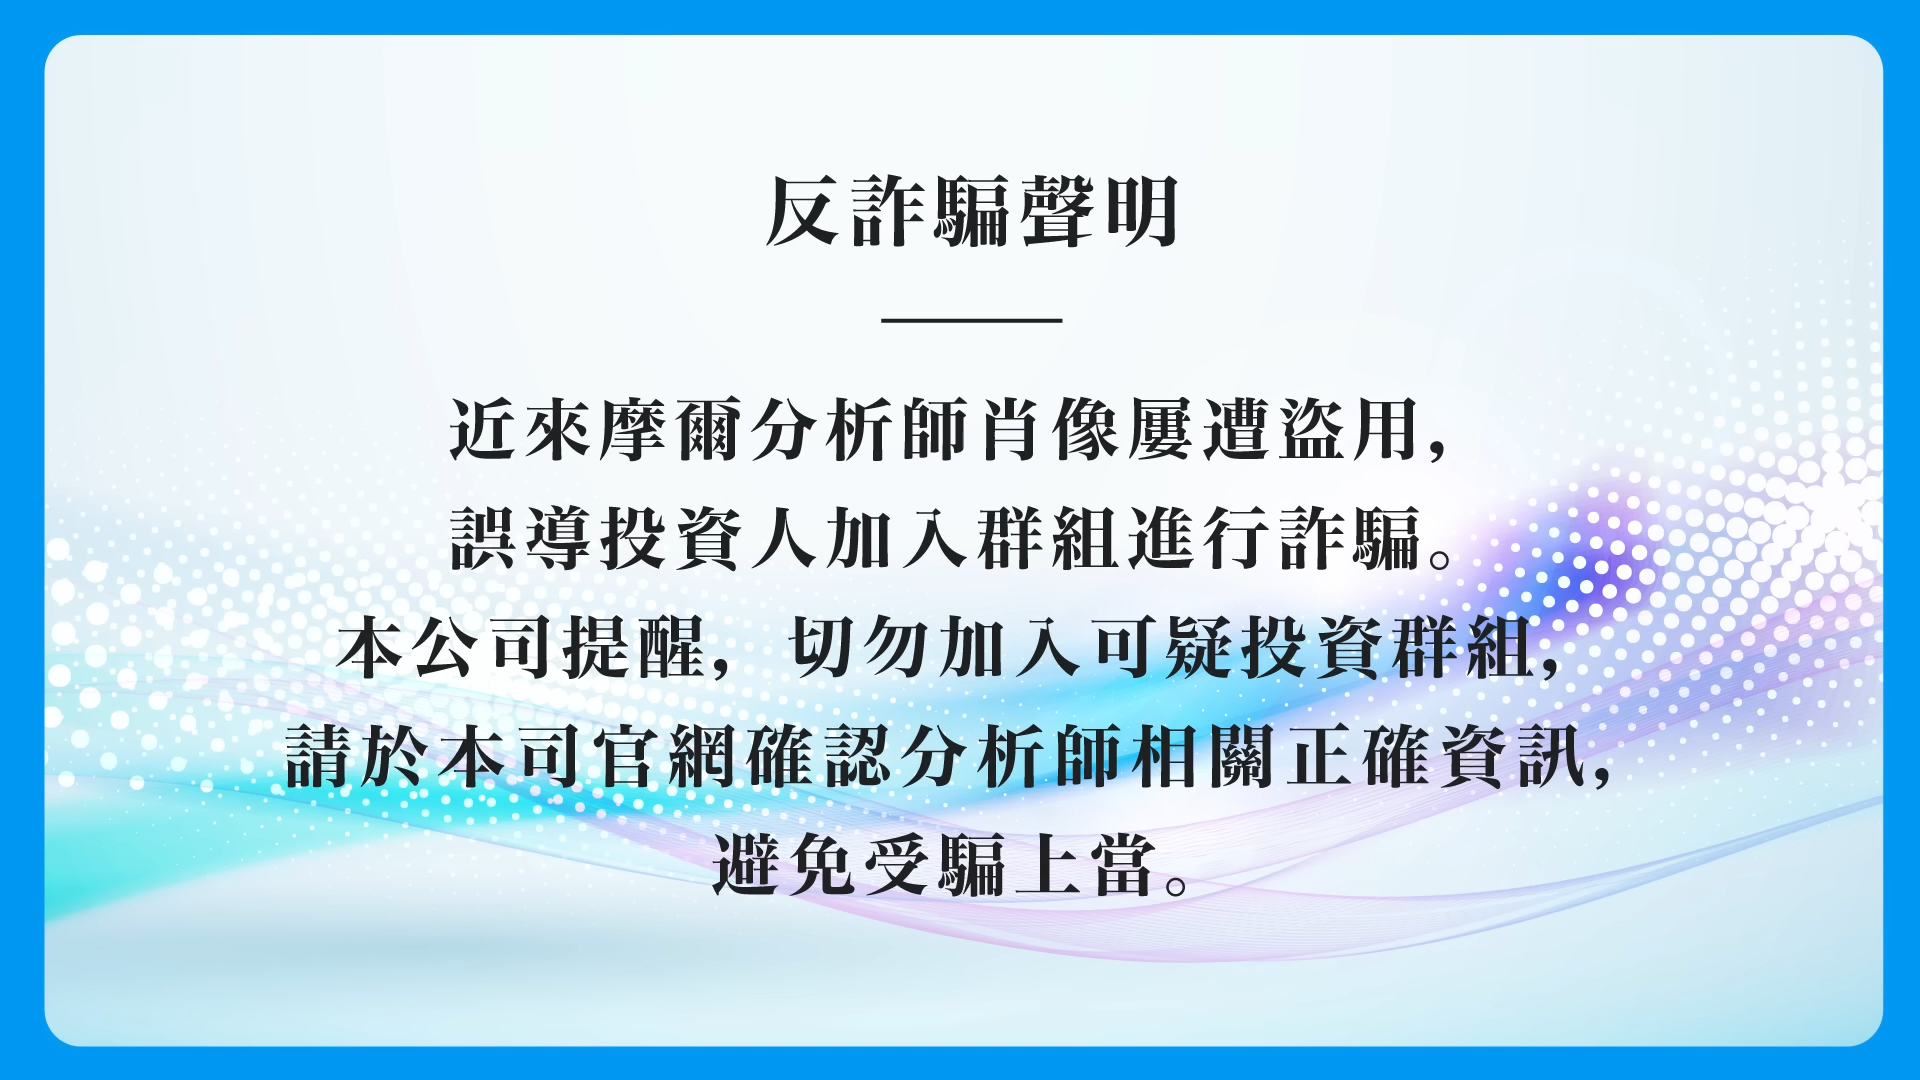 反詐騙聲明
近來摩爾分析師肖像屢遭盜用，
誤導投資人加入群組進行詐騙。
本公司提醒，切勿加入可疑投資群組，
請於本司官網確認分析師相關正確資訊，
避免受騙上當。